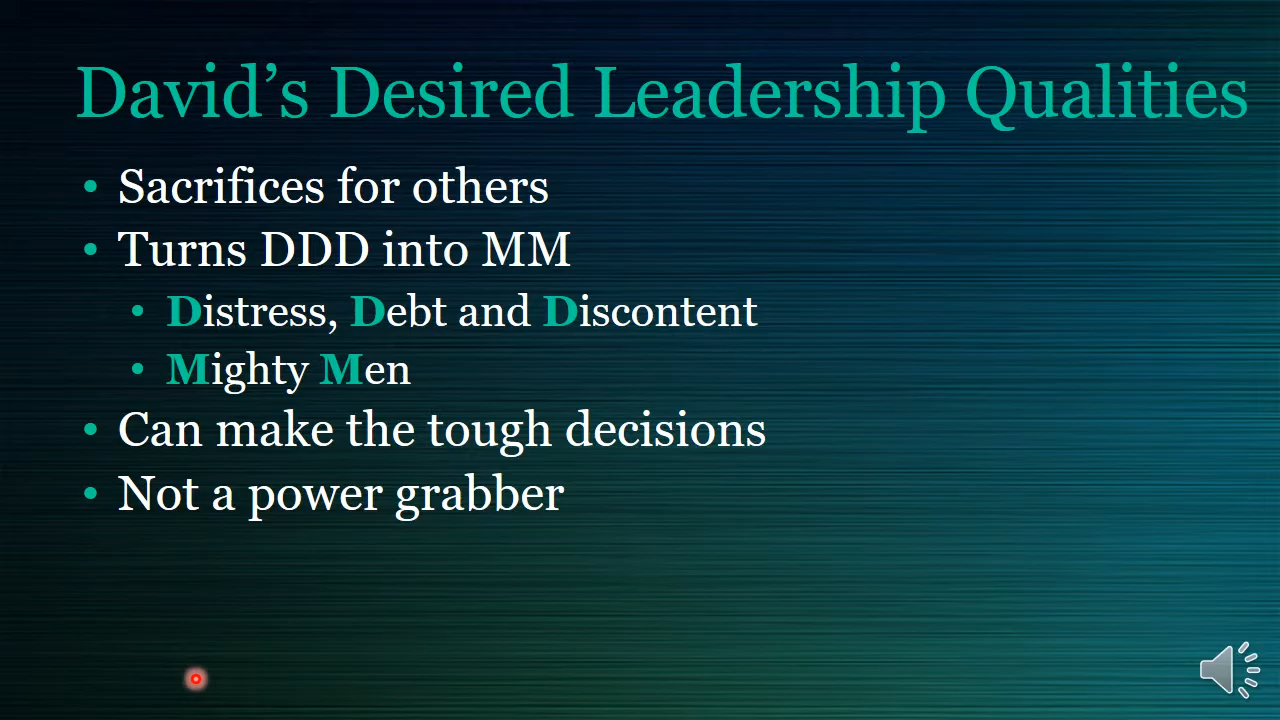 David’s Desired Leadership Qualities
• Sacrifices for others
• Turns DDD into MM
• Distress, Debt and Discontent
• Mighty Men
• Can make the tough decisions
• Not a power grabber